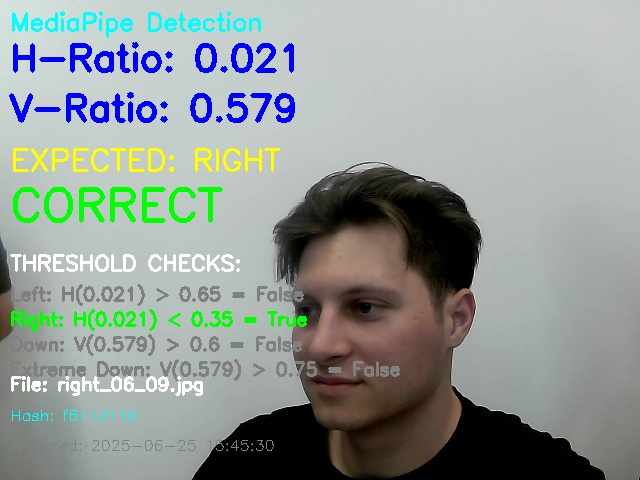 MediaPipe Detection
H-Ratio: 0.021
V-Ratio: 0.579
EXPECTED: RIGHT
CORRECT
THRESHOLD CHECKS:
Left: H(0.021) > 0.65 = False
Right: H(0.021) < 0.35 = True
Down: V(0.579) > 0.6 = False
Extreme Down: V(0.579) > 0.75 = False
File: right_06_09.jpg
Hash:
2025-06-25 15:45:30